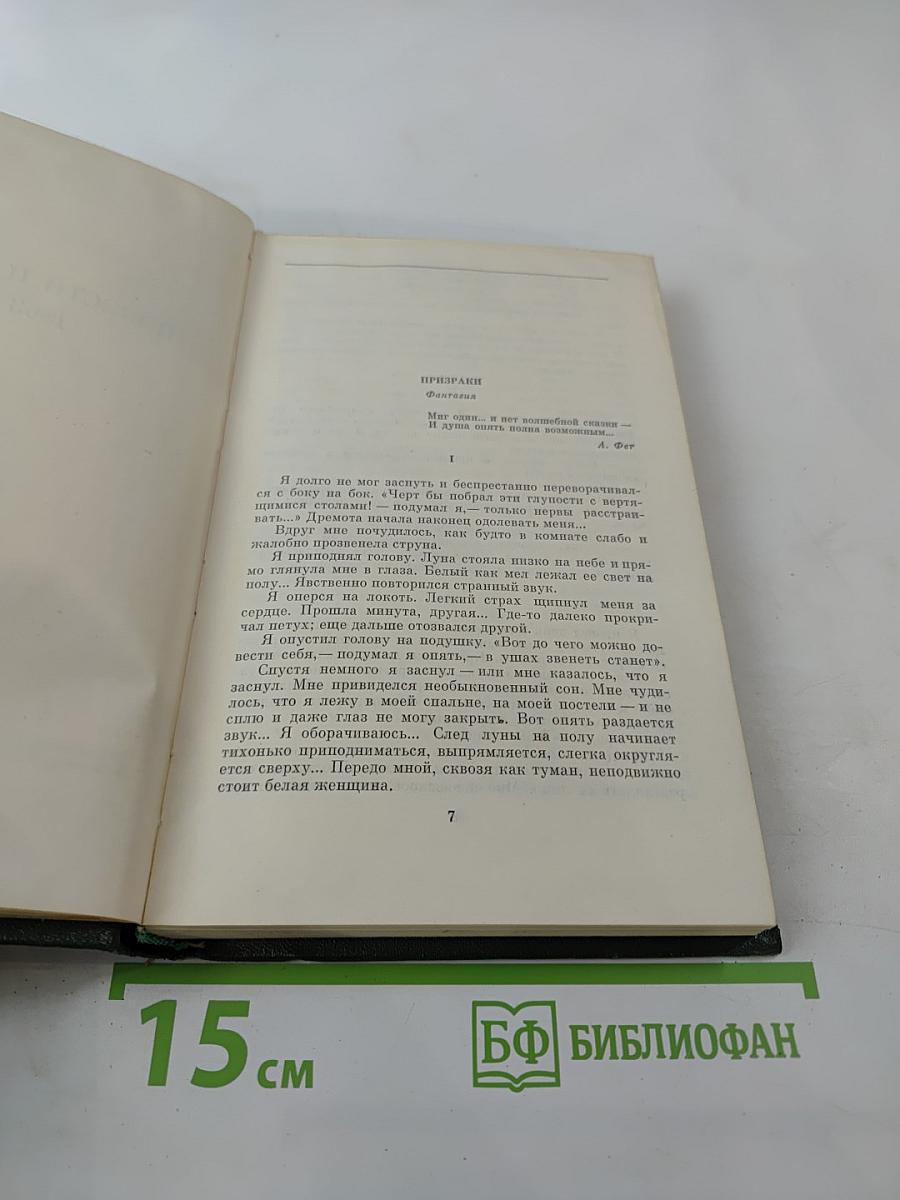 ПРИЗРАКИ
Фантазия
Миг один... и нет волшебной сказки —
И душа опять полна возможным...
А. Фет
I
Я долго не мог заснуть и беспрестанно переворачивал-
ся с боку на бок. «Черт бы побрал эти глупости с вертя-
щимися столами! — подумал я,— только нервы расстраи-
вать...» Дремота начала наконец одолевать меня...
Вдруг мне почудилось, как будто в комнате слабо и
жалобно прозвенела струна.
Я приподнял голову. Луна стояла низко на небе и пря-
мо глянула мне в глаза. Белый как мел лежал ее свет на
полу... Явственно повторился странный звук.
Я оперся на локоть. Легкий страх щипнул меня за
сердце. Прошла минута, другая... Где-то далеко прокри-
чал петух; еще дальше отозвался другой.
Я опустил голову на подушку. «Вот до чего можно до-
вести себя,— подумал я опять,— в ушах звенеть станет».
Спустя немного я заснул — или мне казалось, что я
заснул. Мне привиделся необыкновенный сон. Мне чуди-
лось, что я лежу в моей спальне, на моей постели — и не
сплю и даже глаз не могу закрыть. Вот опять раздается
звук... Я оборачиваюсь... След луны на полу начинает
тихонько приподниматься, выпрямляется, слегка округля-
ется сверху... Передо мной, сквозя как туман, неподвижно
стоит белая женщина.
7
15 см
БФ БИБЛИОФАН